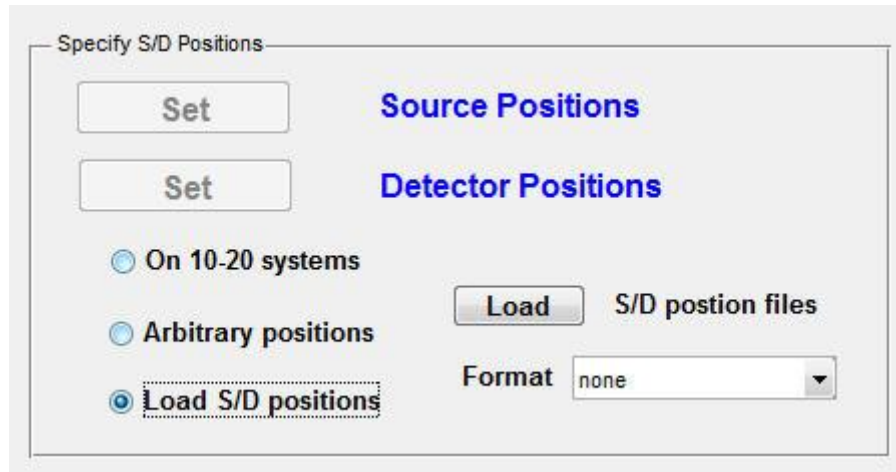 Specify S/D Positions
Set Source Positions
Set Detector Positions
On 10-20 systems
Load S/D postion files
Arbitrary positions
Format none
Load S/D positions